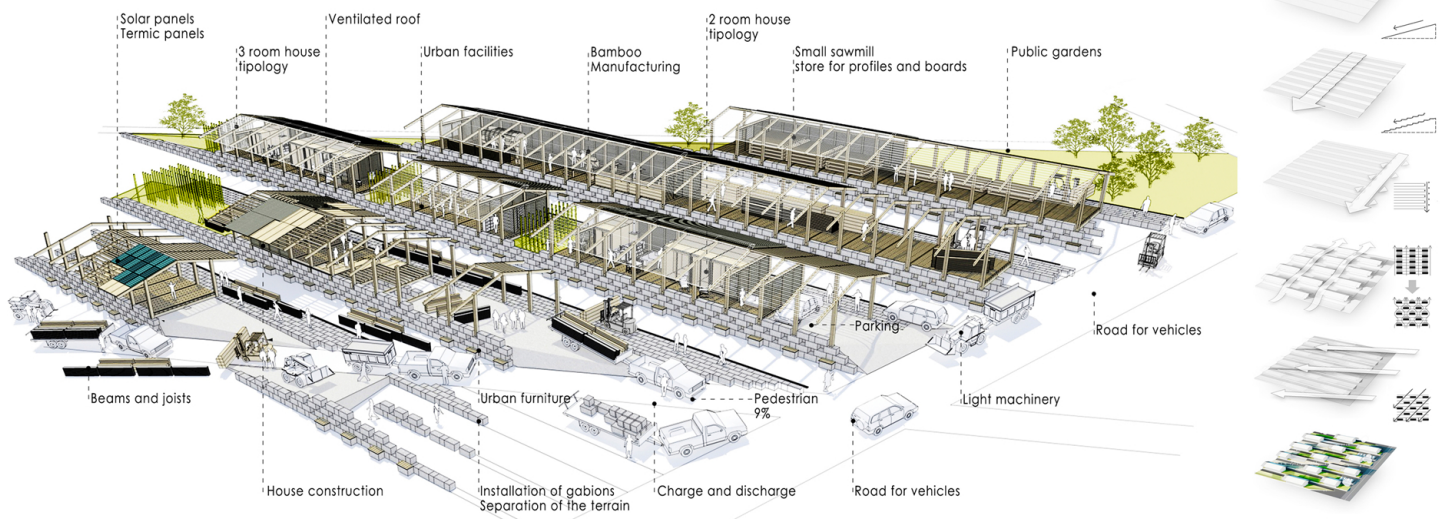 Solar panels
Termic panels
3 room house
tipology
Ventilated roof
Urban facilities
Bamboo
Manufacturing
2 room house
tipology
Small sawmill
store for profiles and boards
Public gardens
Parking
Road for vehicles
Beams and joists
Urban furniture
Pedestrian
9%
Light machinery
House construction
Installation of gabions
Separation of the terrain
Charge and discharge
Road for vehicles